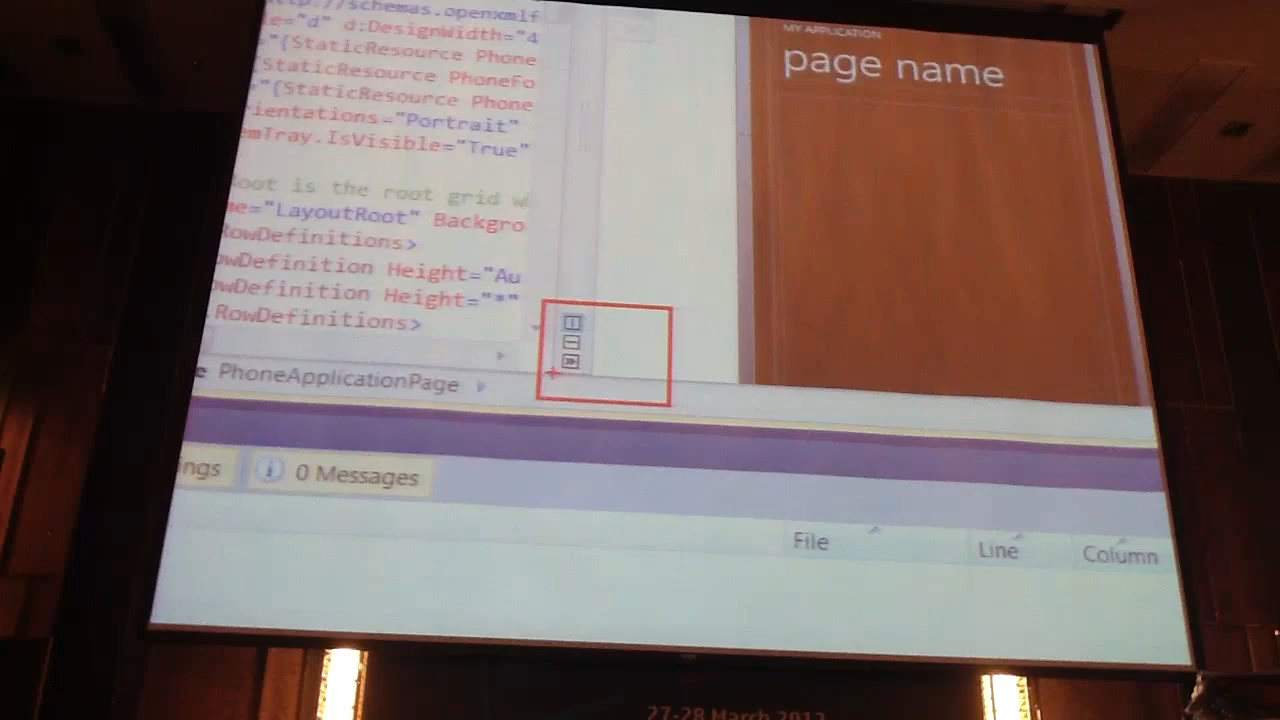 http://schemas.openxmlf
le="d" d:DesignWidth="4
="{StaticResource Phone
{StaticResource PhoneFo
="{StaticResource Phone
rientations="Portrait"
emTray.IsVisible="True"
Root is the root grid w
me="LayoutRoot" Backgro
RowDefinitions>
owDefinition Height="Au
owDefinition Height="*"
.RowDefinitions>
e PhoneApplicationPage
MY APPLICATION
page name
ings
0 Messages
File
Line
Column
27-28 March 2012